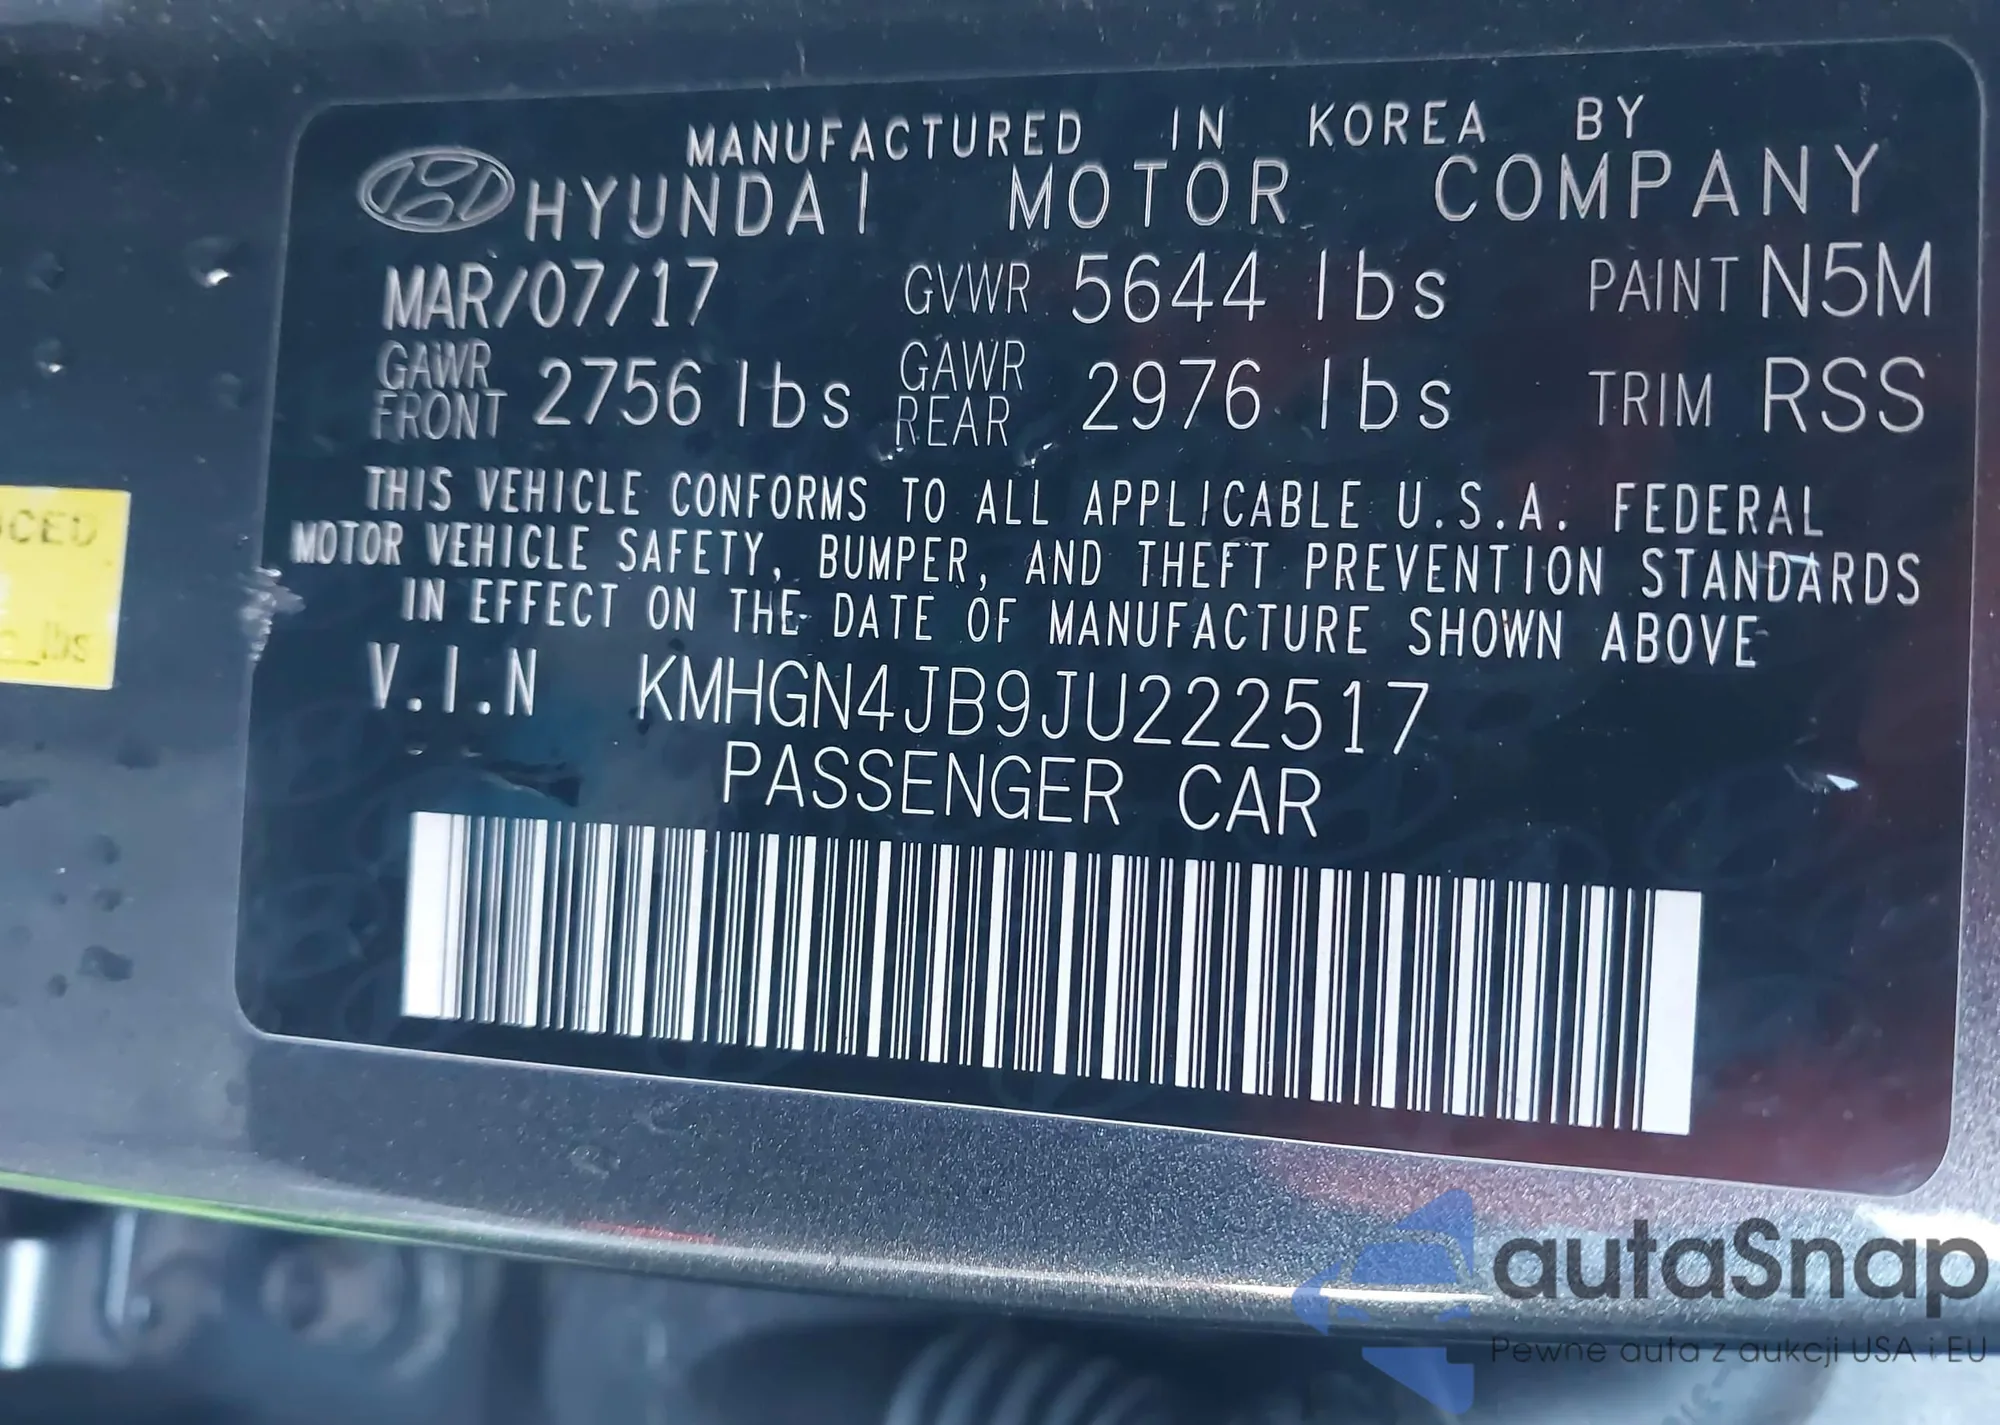 MANUFACTURED IN KOREA BY
HYUNDAI MOTOR COMPANY
MAR/07/17 GVWR 5644 lbs PAINT N5M
GAWR FRONT 2756 lbs GAWR REAR 2976 lbs TRIM RSS
THIS VEHICLE CONFORMS TO ALL APPLICABLE U.S.A. FEDERAL
MOTOR VEHICLE SAFETY, BUMPER, AND THEFT PREVENTION STANDARDS
IN EFFECT ON THE DATE OF MANUFACTURE SHOWN ABOVE
V.I.N KMHGN4JB9JU222517
PASSENGER CAR
lbs
autaSnap
Pewne auta z aukcji USA i EU